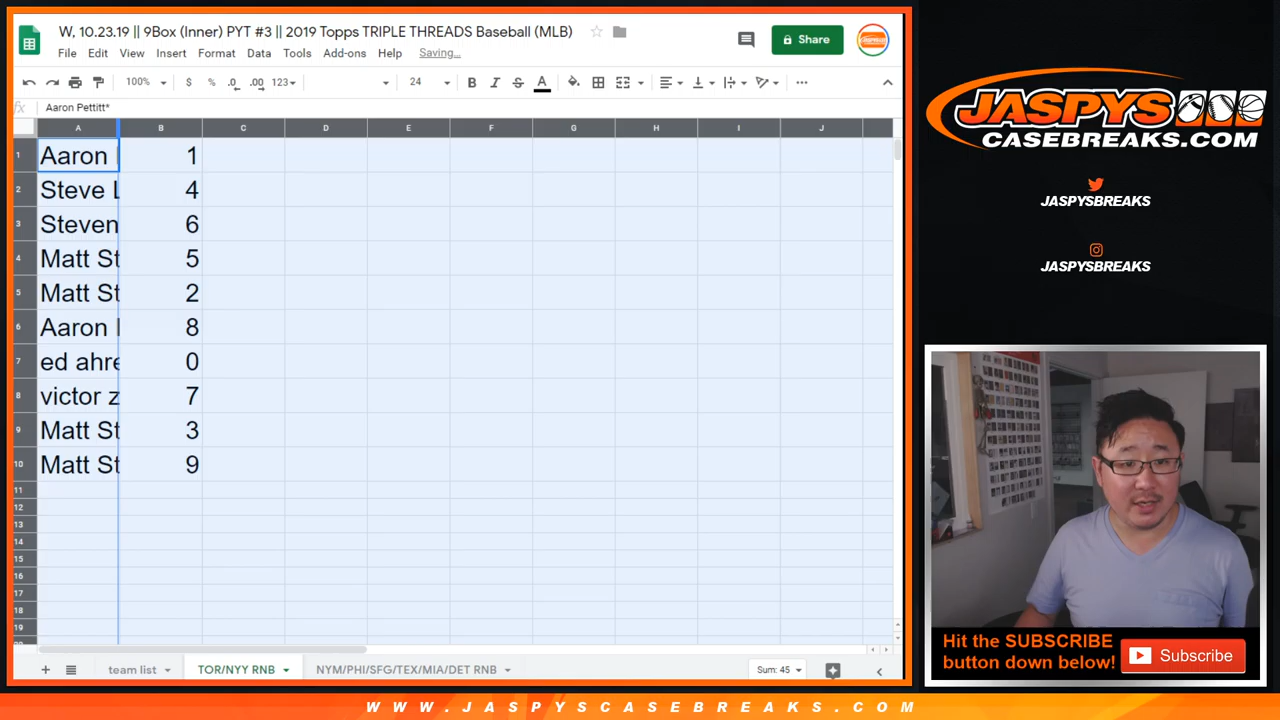 W, 10.23.19 || 9Box (Inner) PYT #3 || 2019 Topps TRIPLE THREADS Baseball (MLB)
File Edit View Insert Format Data Tools Add-ons Help Saving...
Share
100% $ % .0 .00 123 24 B I S A
fx Aaron Pettitt*
A B C D E F G H I J
1 Aaron 1
2 Steve L 4
3 Steven 6
4 Matt St 5
5 Matt St 2
6 Aaron 8
7 ed ahre 0
8 victor z 7
9 Matt St 3
10 Matt St 9
11
12
13
14
15
16
17
18
19
team list TOR/NYY RNB NYM/PHI/SFG/TEX/MIA/DET RNB Sum: 45
JASPYS
CASEBREAKS.COM
JASPYSBREAKS
JASPYSBREAKS
Hit the SUBSCRIBE
button down below!
Subscribe
WWW.JASPYSCASEBREAKS.COM